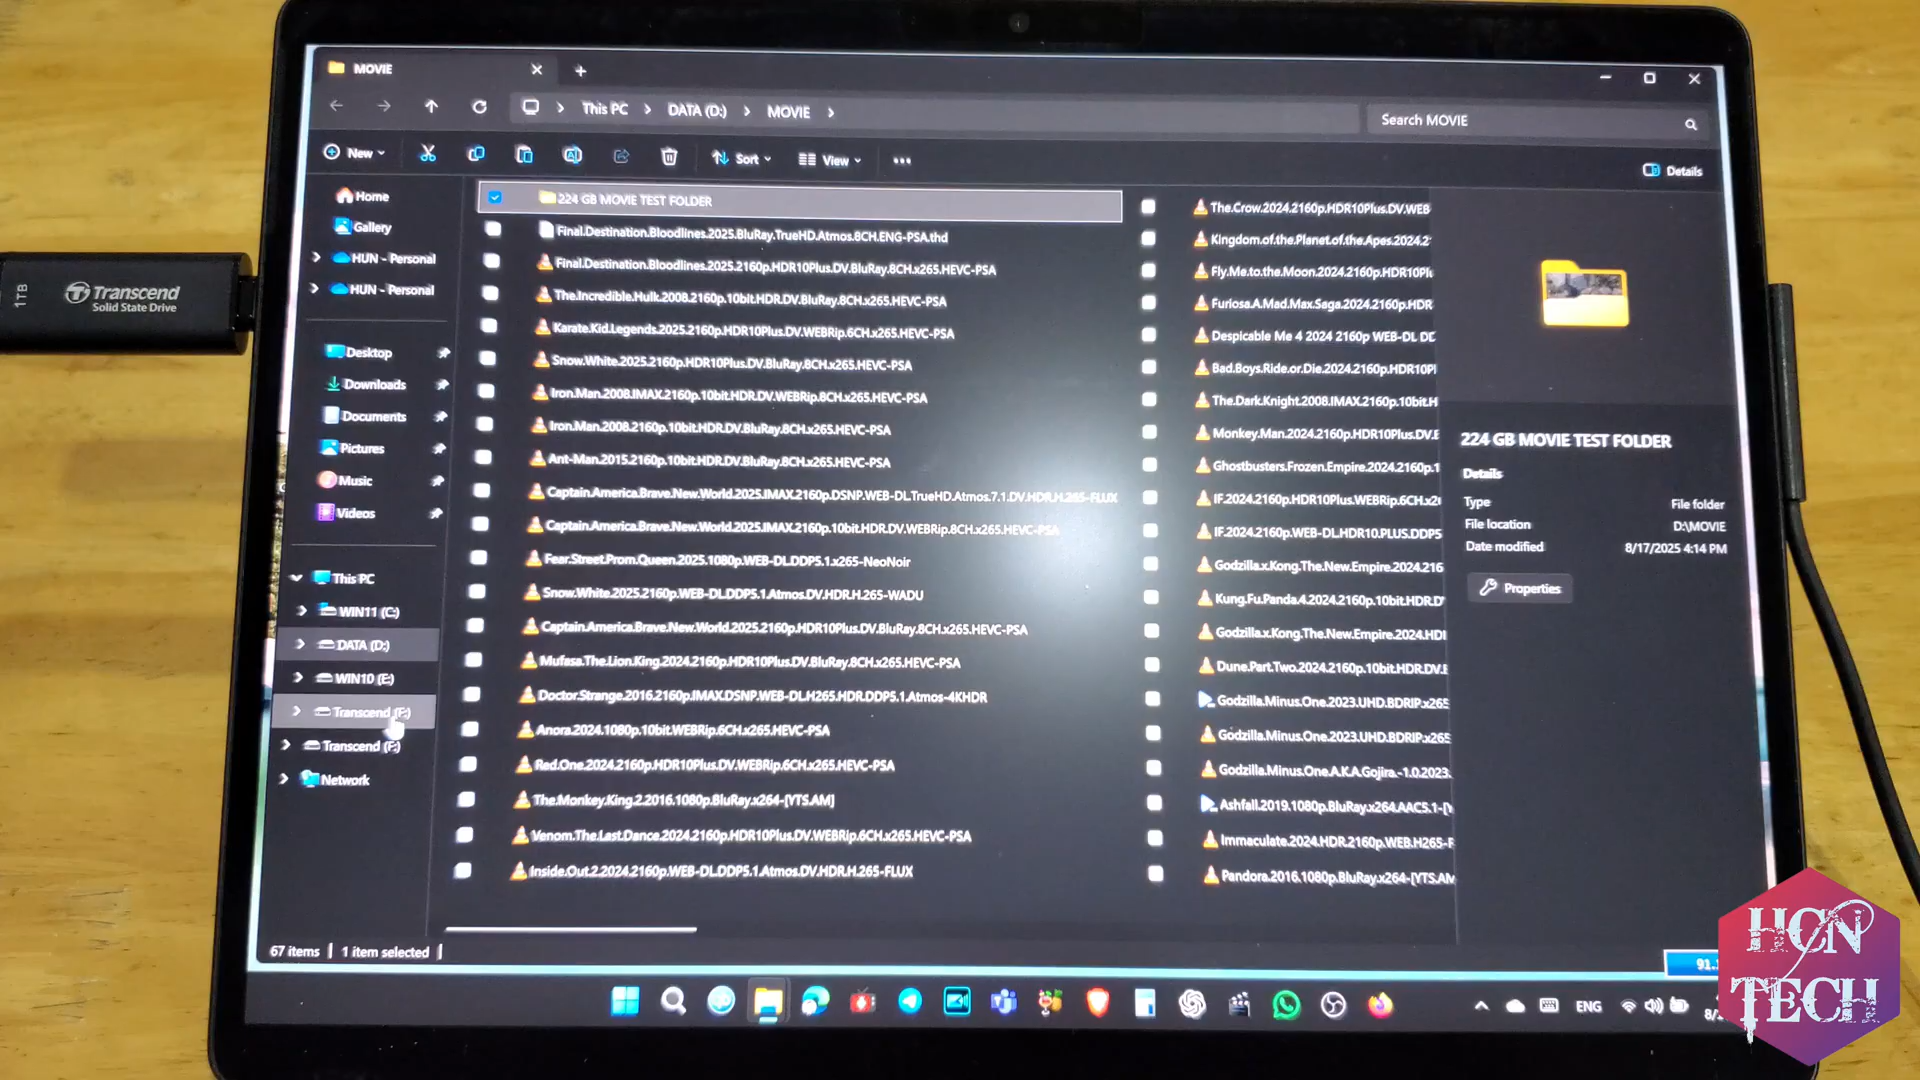 MOVIE
This PC
DATA (D:)
MOVIE
Search MOVIE
New
Sort
View
Details
1TB
Transcend
Solid State Drive
Home
Gallery
HUN - Personal
HUN - Personal
Desktop
Downloads
Documents
Pictures
Music
Videos
This PC
WIN11 (C:)
DATA (D:)
WIN10 (E:)
Transcend (F:)
Transcend (F:)
Network
224 GB MOVIE TEST FOLDER
Final.Destination.Bloodlines.2025.BluRay.TrueHD.Atmos.8CH.ENG-PSA.thd
Final.Destination.Bloodlines.2025.2160p.HDR10Plus.DV.BluRay.8CH.x265.HEVC-PSA
The.Incredible.Hulk.2008.2160p.10bit.HDR.DV.BluRay.8CH.x265.HEVC-PSA
Karate.Kid.Legends.2025.2160p.HDR10Plus.DV.WEBRip.6CH.x265.HEVC-PSA
Snow.White.2025.2160p.HDR10Plus.DV.BluRay.8CH.x265.HEVC-PSA
Iron.Man.2008.IMAX.2160p.10bit.HDR.DV.WEBRip.8CH.x265.HEVC-PSA
Iron.Man.2008.2160p.10bit.HDR.DV.BluRay.8CH.x265.HEVC-PSA
Ant-Man.2015.2160p.10bit.HDR.DV.BluRay.8CH.x265.HEVC-PSA
Captain.America.Brave.New.World.2025.IMAX.2160p.DSNP.WEB-DL.TrueHD.Atmos.7.1.DV.HDR.H.265-FLUX
Captain.America.Brave.New.World.2025.IMAX.2160p.10bit.HDR.DV.WEBRip.8CH.x265.HEVC-PSA
Fear.Street.Prom.Queen.2025.1080p.WEB-DL.DDP5.1.x265-NeoNoir
Snow.White.2025.2160p.WEB-DL.DDP5.1.Atmos.DV.HDR.H.265-WADU
Captain.America.Brave.New.World.2025.2160p.HDR10Plus.DV.BluRay.8CH.x265.HEVC-PSA
Mufasa.The.Lion.King.2024.2160p.HDR10Plus.DV.BluRay.8CH.x265.HEVC-PSA
Doctor.Strange.2016.2160p.IMAX.DSNP.WEB-DL.H265.HDR.DDP5.1.Atmos-4KHDR
Anora.2024.1080p.10bit.WEBRip.6CH.x265.HEVC-PSA
Red.One.2024.2160p.HDR10Plus.DV.WEBRip.6CH.x265.HEVC-PSA
The.Monkey.King.2.2016.1080p.BluRay.x264-[YTS.AM]
Venom.The.Last.Dance.2024.2160p.HDR10Plus.DV.WEBRip.6CH.x265.HEVC-PSA
Inside.Out.2.2024.2160p.WEB-DL.DDP5.1.Atmos.DV.HDR.H.265-FLUX
The.Crow.2024.2160p.HDR10Plus.DV.WEB
Kingdom.of.the.Planet.of.the.Apes.2024.2
Fly.Me.to.the.Moon.2024.2160p.HDR10Pl
Furiosa.A.Mad.Max.Saga.2024.2160p.HDR
Despicable Me 4 2024 2160p WEB-DL DD
Bad.Boys.Ride.or.Die.2024.2160p.HDR10P
The.Dark.Knight.2008.IMAX.2160p.10bit.H
Monkey.Man.2024.2160p.HDR10Plus.DV.B
Ghostbusters.Frozen.Empire.2024.2160p.1
IF.2024.2160p.HDR10Plus.WEBRip.6CH.x2
IF.2024.2160p.WEB-DL.HDR10.PLUS.DDP5
Godzilla.x.Kong.The.New.Empire.2024.216
Kung.Fu.Panda.4.2024.2160p.10bit.HDR.D
Godzilla.x.Kong.The.New.Empire.2024.HD
Dune.Part.Two.2024.2160p.10bit.HDR.DV.B
Godzilla.Minus.One.2023.UHD.BDRIP.x265
Godzilla.Minus.One.2023.UHD.BDRIP.x265
Godzilla.Minus.One.A.K.A.Gojira.-1.0.2023.
Ashfall.2019.1080p.BluRay.x264.AAC5.1-[
Immaculate.2024.HDR.2160p.WEB.H265-
Pandora.2016.1080p.BluRay.x264-[YTS.AM
224 GB MOVIE TEST FOLDER
Details
Type File folder
File location D:\MOVIE
Date modified 8/17/2025 4:14 PM
Properties
67 items
1 item selected
91.
ENG
8/
HCN
TECH